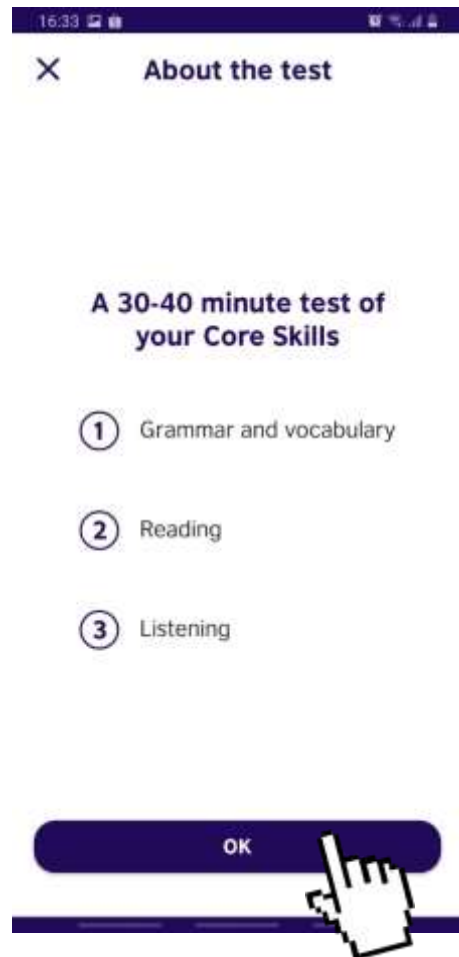 16:33
About the test
A 30-40 minute test of
your Core Skills
1 Grammar and vocabulary
2 Reading
3 Listening
OK